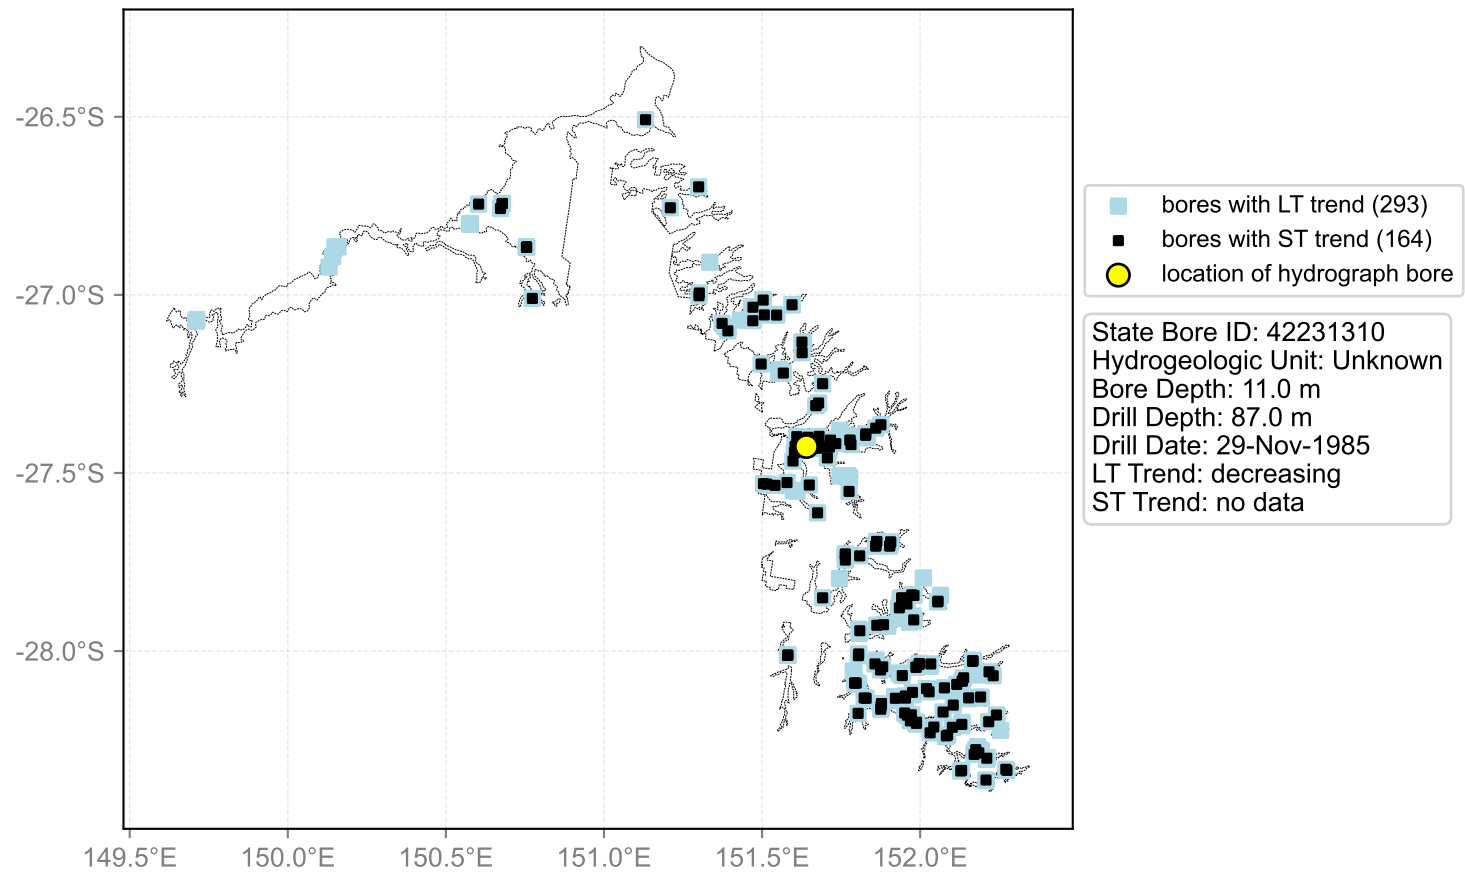 -26.5°S
-27.0°S
-27.5°S
-28.0°S
149.5°E
150.0°E
150.5°E
151.0°E
151.5°E
152.0°E
bores with LT trend (293)
bores with ST trend (164)
location of hydrograph bore
State Bore ID: 42231310
Hydrogeologic Unit: Unknown
Bore Depth: 11.0 m
Drill Depth: 87.0 m
Drill Date: 29-Nov-1985
LT Trend: decreasing
ST Trend: no data